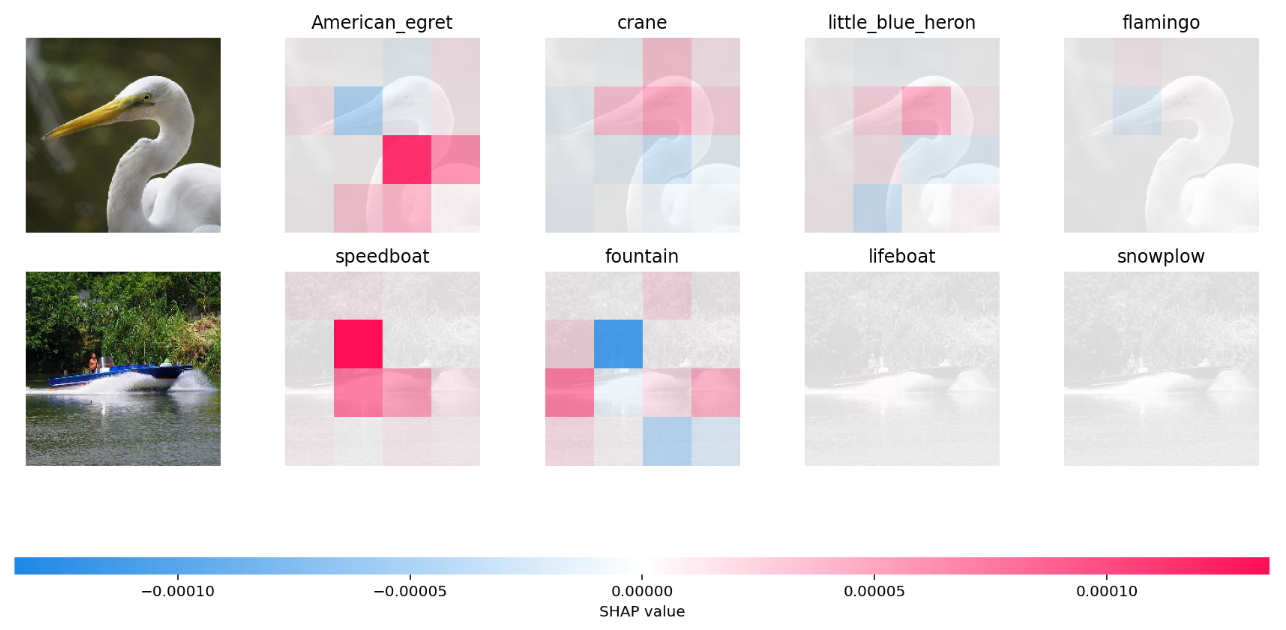 American_egret crane little_blue_heron flamingo
speedboat fountain lifeboat snowplow
−0.00010 −0.00005 0.00000 0.00005 0.00010
SHAP value